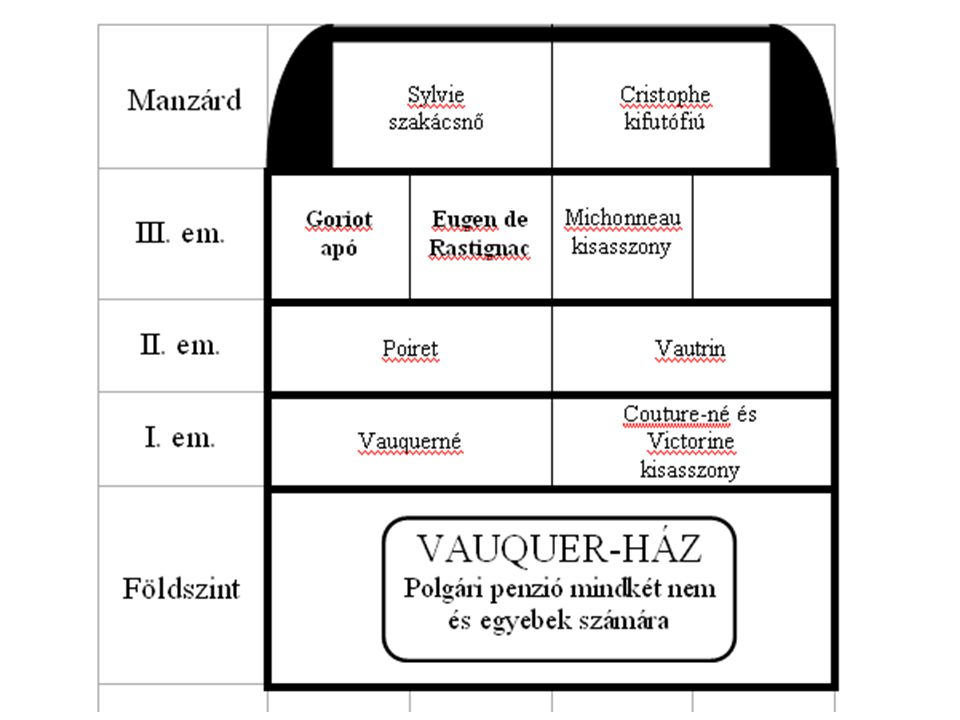 Manzárd
Sylvie
szakácsnő
Cristophe
kifutófiú
III. em.
Goriot
apó
Eugen de
Rastignac
Michonneau
kisasszony
II. em.
Poiret
Vautrin
I. em.
Vauquerné
Couture-né és
Victorine
kisasszony
Földszint
VAUQUER-HÁZ
Polgári penzió mindkét nem
és egyebek számára